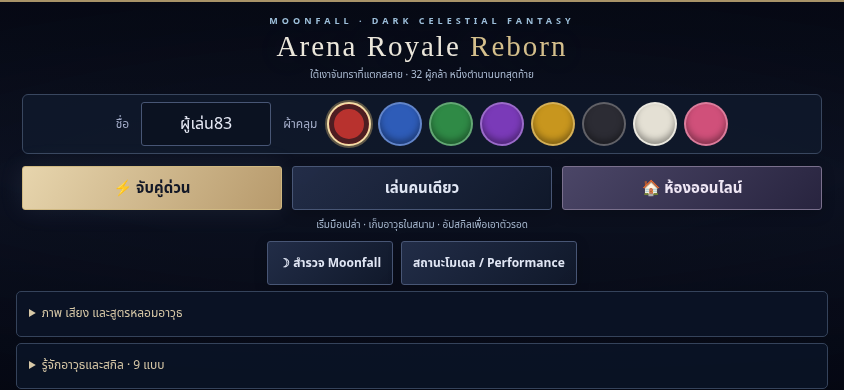 MOONFALL · DARK CELESTIAL FANTASY
Arena Royale Reborn
ใต้เงาจันทราที่แตกสลาย · 32 ผู้กล้า หนึ่งตำนานบทสุดท้าย
ชื่อ ผู้เล่น83 ผ้าคลุม
⚡ จับคู่ด่วน เล่นคนเดียว 🏠 ห้องออนไลน์
เริ่มมือเปล่า · เก็บอาวุธในสนาม · อัปสกิลเพื่อเอาตัวรอด
☽ สำรวจ Moonfall สถานะโมเดล / Performance
▶ ภาพ เสียง และสูตรหลอมอาวุธ
▶ รู้จักอาวุธและสกิล · 9 แบบ